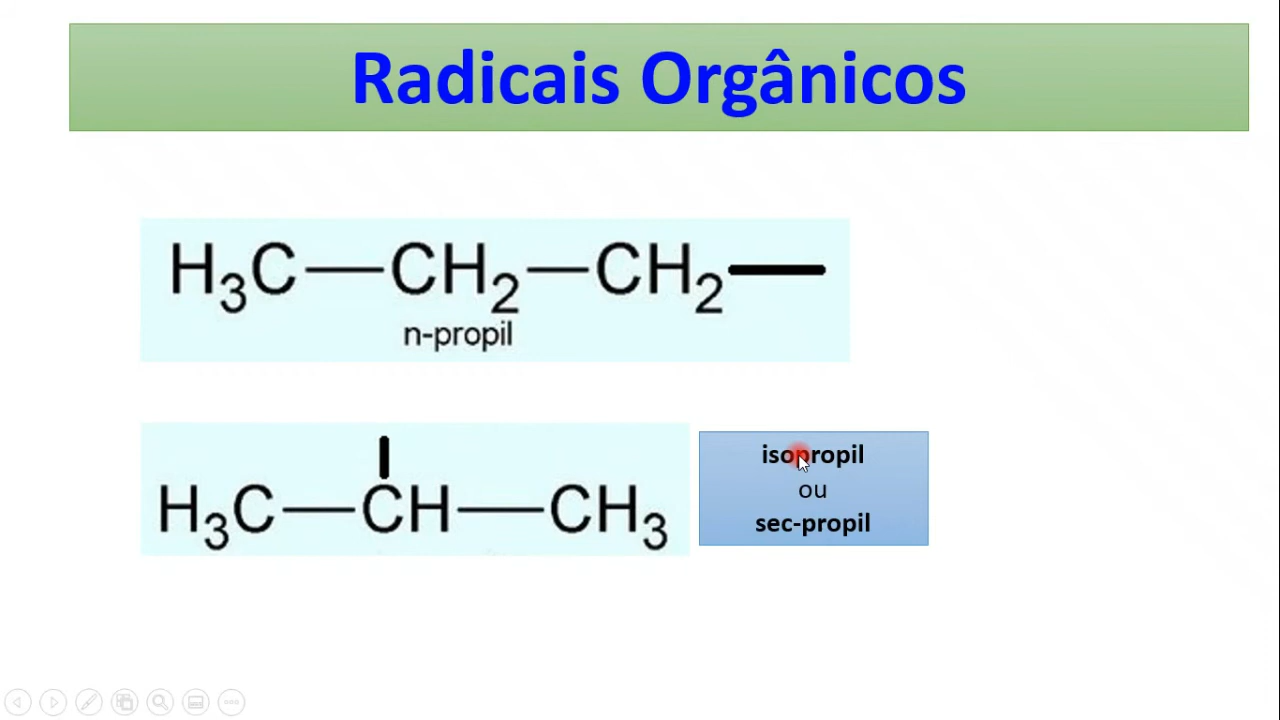 Radicais Orgânicos
H₃C—CH₂—CH₂—
n-propil
H₃C—CH—CH₃
isopropil
ou
sec-propil